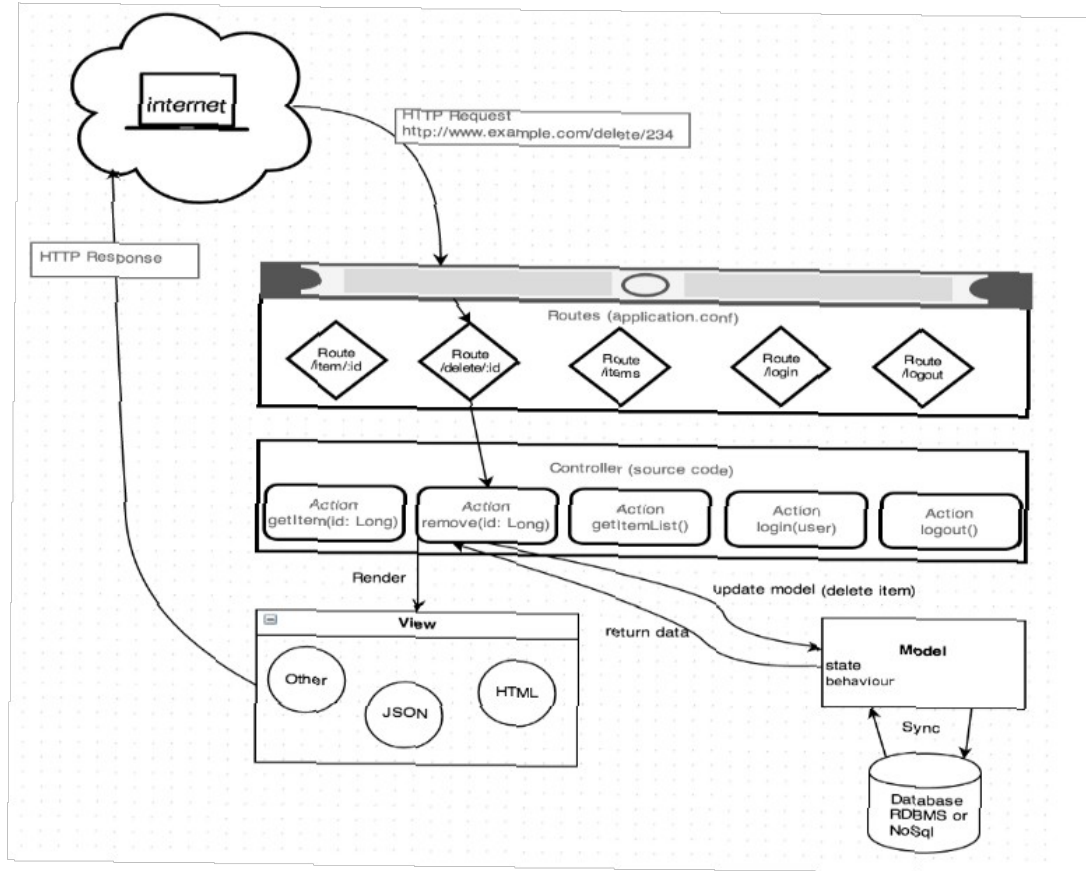 internet
HTTP Request
http://www.example.com/delete/234
HTTP Response
Routes (application.conf)
Route
/item/:id
Route
/delete/:id
Route
/items
Route
/login
Route
/logout
Controller (source code)
Action
getItem(id: Long)
Action
remove(id: Long)
Action
getItemList()
Action
login(user)
Action
logout()
Render
update model (delete item)
return data
View
Other
JSON
HTML
Model
state
behaviour
Sync
Database
RDBMS or
NoSql